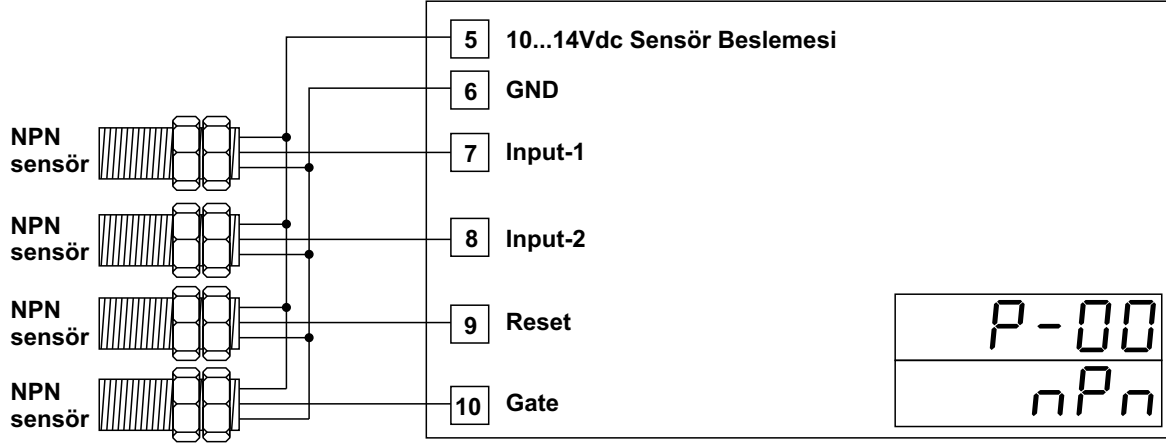 5 10...14Vdc Sensör Beslemesi
6 GND
NPN
sensör
7 Input-1
NPN
sensör
8 Input-2
NPN
sensör
9 Reset
P-00
NPN
sensör
10 Gate
nPn